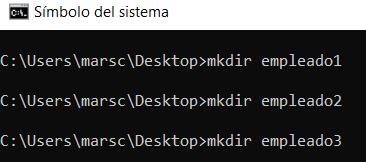 Símbolo del sistema
C:\Users\marsc\Desktop>mkdir empleado1
C:\Users\marsc\Desktop>mkdir empleado2
C:\Users\marsc\Desktop>mkdir empleado3